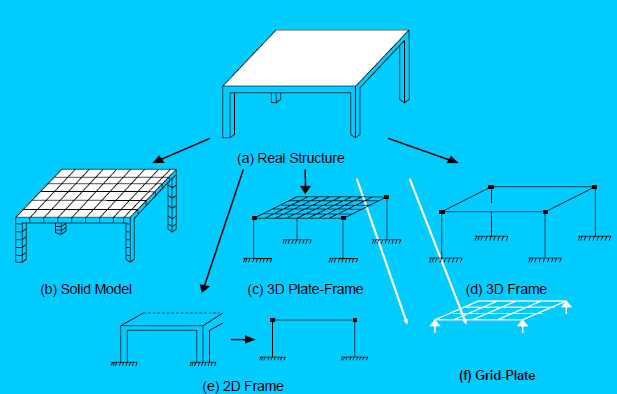 (a) Real Structure
(b) Solid Model
(c) 3D Plate-Frame
(d) 3D Frame
(e) 2D Frame
(f) Grid-Plate